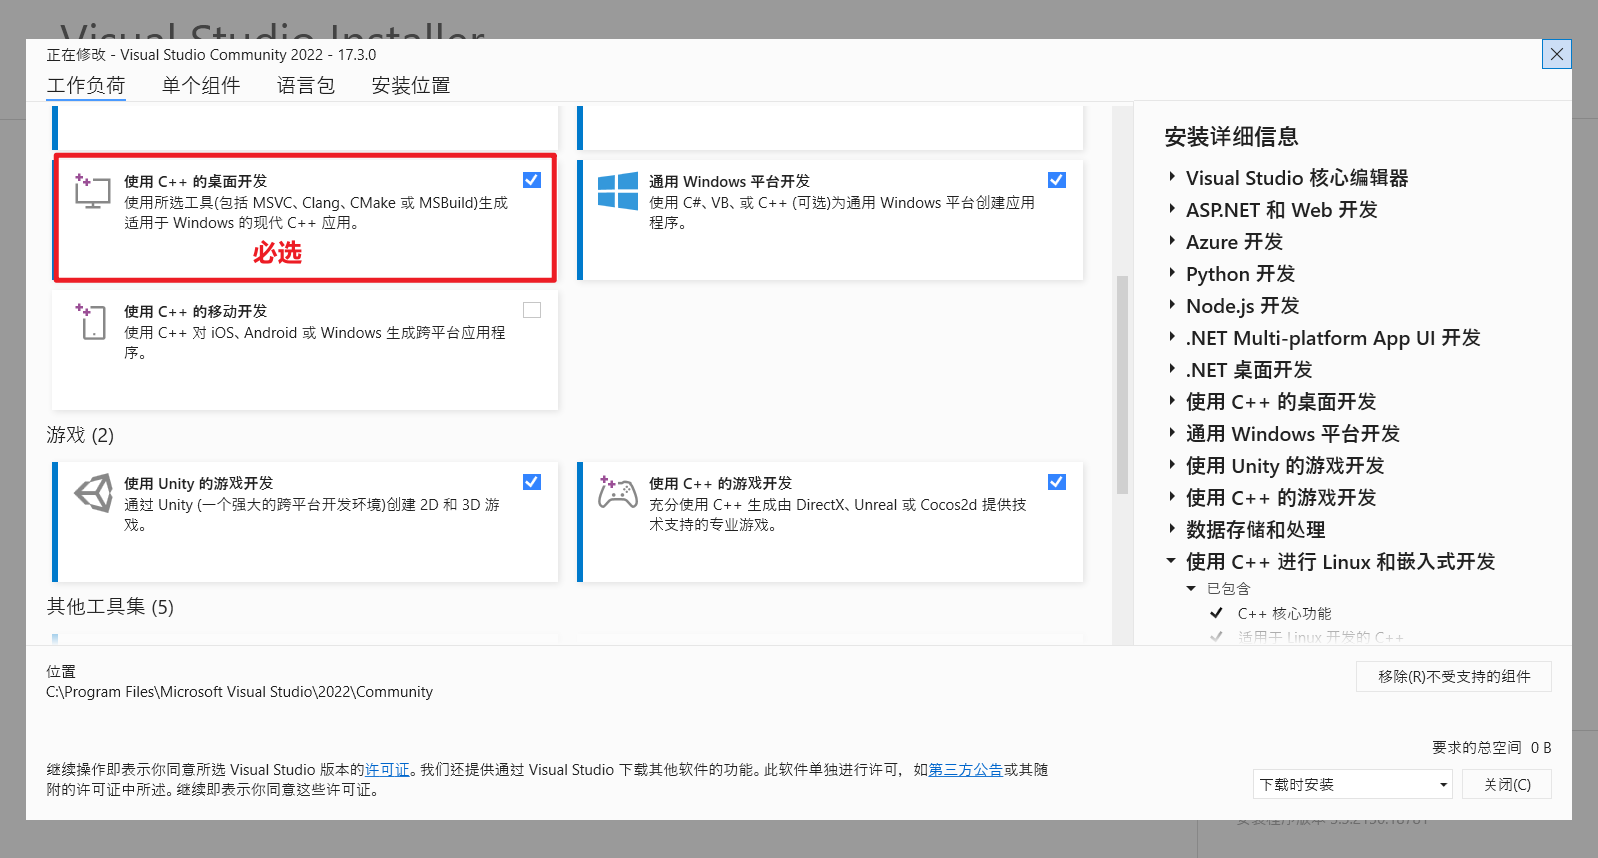 Visual Studio Installer
正在修改 - Visual Studio Community 2022 - 17.3.0
工作负荷 单个组件 语言包 安装位置
使用 C++ 的桌面开发
使用所选工具(包括 MSVC、Clang、CMake 或 MSBuild)生成
适用于 Windows 的现代 C++ 应用。
必选
通用 Windows 平台开发
使用 C#、VB、或 C++ (可选)为通用 Windows 平台创建应用
程序。
使用 C++ 的移动开发
使用 C++ 对 iOS、Android 或 Windows 生成跨平台应用程
序。
游戏 (2)
使用 Unity 的游戏开发
通过 Unity (一个强大的跨平台开发环境)创建 2D 和 3D 游
戏。
使用 C++ 的游戏开发
充分使用 C++ 生成由 DirectX、Unreal 或 Cocos2d 提供技
术支持的专业游戏。
其他工具集 (5)
安装详细信息
Visual Studio 核心编辑器
ASP.NET 和 Web 开发
Azure 开发
Python 开发
Node.js 开发
.NET Multi-platform App UI 开发
.NET 桌面开发
使用 C++ 的桌面开发
通用 Windows 平台开发
使用 Unity 的游戏开发
使用 C++ 的游戏开发
数据存储和处理
使用 C++ 进行 Linux 和嵌入式开发
已包含
C++ 核心功能
适用于 Linux 开发的 C++
位置
C:\Program Files\Microsoft Visual Studio\2022\Community
移除(R)不受支持的组件
要求的总空间 0 B
继续操作即表示你同意所选 Visual Studio 版本的许可证。我们还提供通过 Visual Studio 下载其他软件的功能。此软件单独进行许可，如第三方公告或其随
附的许可证中所述。继续即表示你同意这些许可证。
下载时安装
关闭(C)